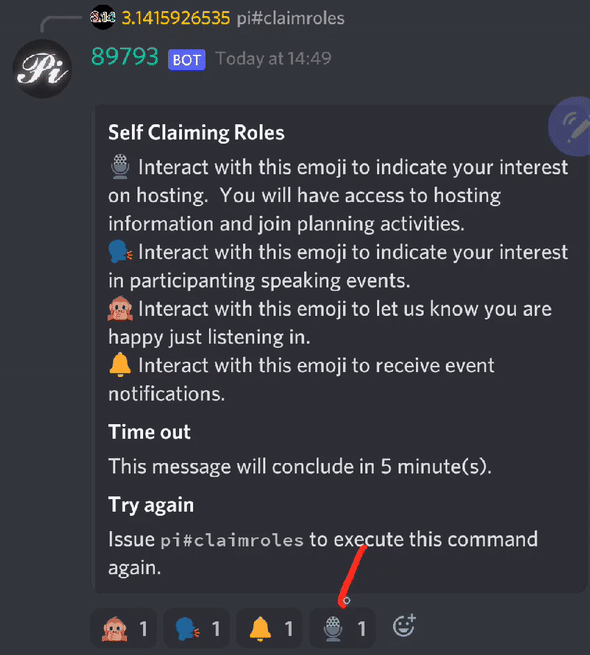 3.14 3.1415926535 pi#claimroles
Pi 89793 BOT Today at 14:49
Self Claiming Roles
🎙 Interact with this emoji to indicate your interest
on hosting. You will have access to hosting
information and join planning activities.
🗣 Interact with this emoji to indicate your interest
in participanting speaking events.
🙊 Interact with this emoji to let us know you are
happy just listening in.
🔔 Interact with this emoji to receive event
notifications.
Time out
This message will conclude in 5 minute(s).
Try again
Issue pi#claimroles to execute this command
again.
🙊 1 🗣 1 🔔 1 🎙 1